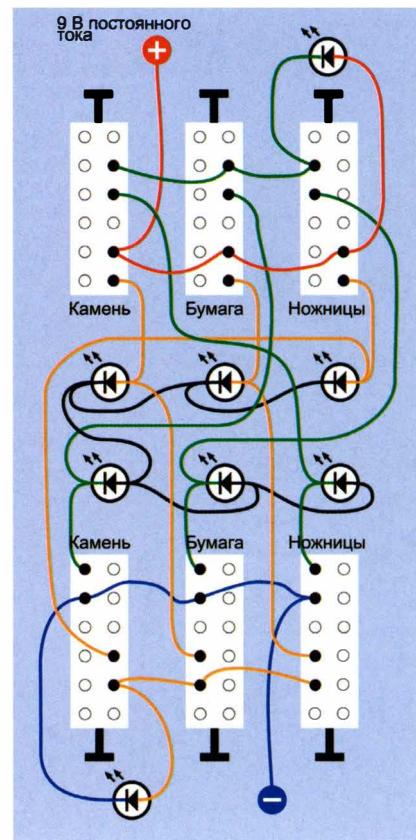 9 В постоянного
тока
+
Камень Бумага Ножницы
Камень Бумага Ножницы
−